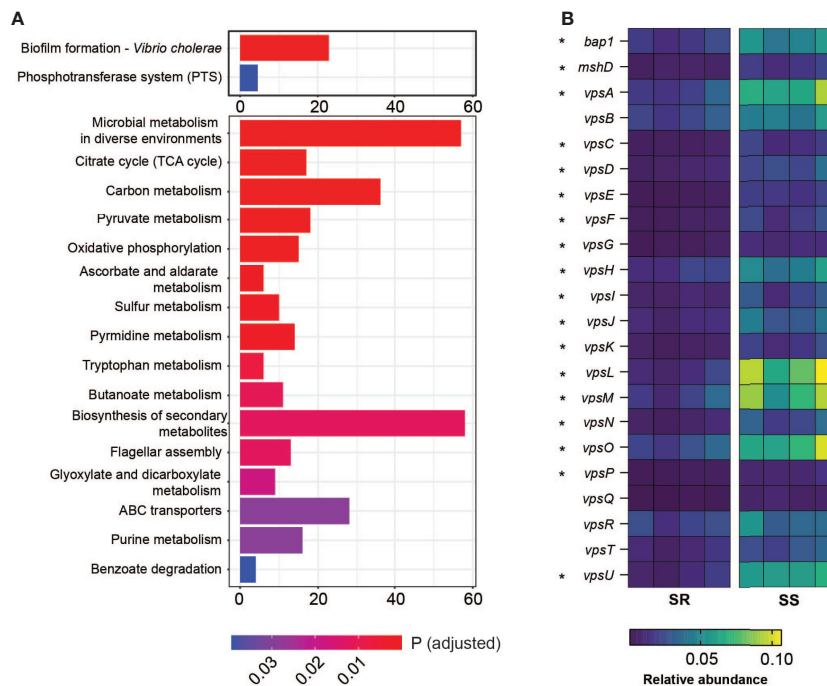 A
Biofilm formation - Vibrio cholerae
Phosphotransferase system (PTS)
0 20 40 60
Microbial metabolism
in diverse environments
Citrate cycle (TCA cycle)
Carbon metabolism
Pyruvate metabolism
Oxidative phosphorylation
Ascorbate and aldarate
metabolism
Sulfur metabolism
Pyrmidine metabolism
Tryptophan metabolism
Butanoate metabolism
Biosynthesis of secondary
metabolites
Flagellar assembly
Glyoxylate and dicarboxylate
metabolism
ABC transporters
Purine metabolism
Benzoate degradation
0 20 40 60
P (adjusted)
0.03 0.02 0.01
B
* bap1
* mshD
* vpsA
vpsB
* vpsC
* vpsD
* vpsE
* vpsF
* vpsG
* vpsH
* vpsI
* vpsJ
* vpsK
* vpsL
* vpsM
* vpsN
* vpsO
* vpsP
vpsQ
vpsR
vpsT
* vpsU
SR SS
0.05 0.10
Relative abundance